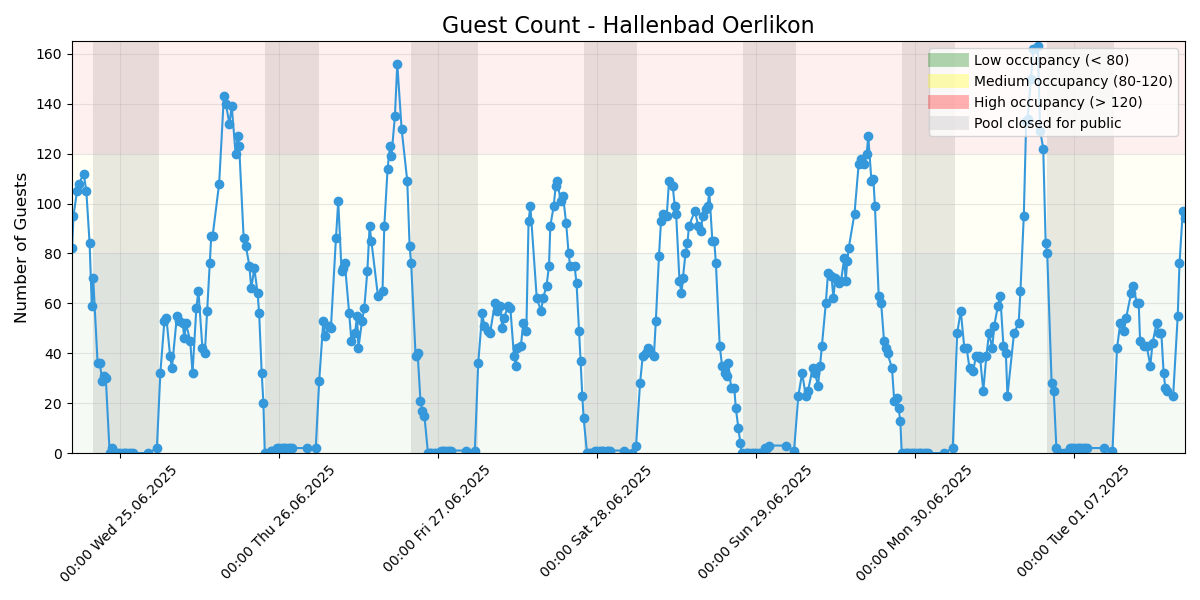 Guest Count - Hallenbad Oerlikon
Number of Guests
160
140
120
100
80
60
40
20
0
Low occupancy (< 80)
Medium occupancy (80-120)
High occupancy (> 120)
Pool closed for public
00:00 Wed 25.06.2025
00:00 Thu 26.06.2025
00:00 Fri 27.06.2025
00:00 Sat 28.06.2025
00:00 Sun 29.06.2025
00:00 Mon 30.06.2025
00:00 Tue 01.07.2025